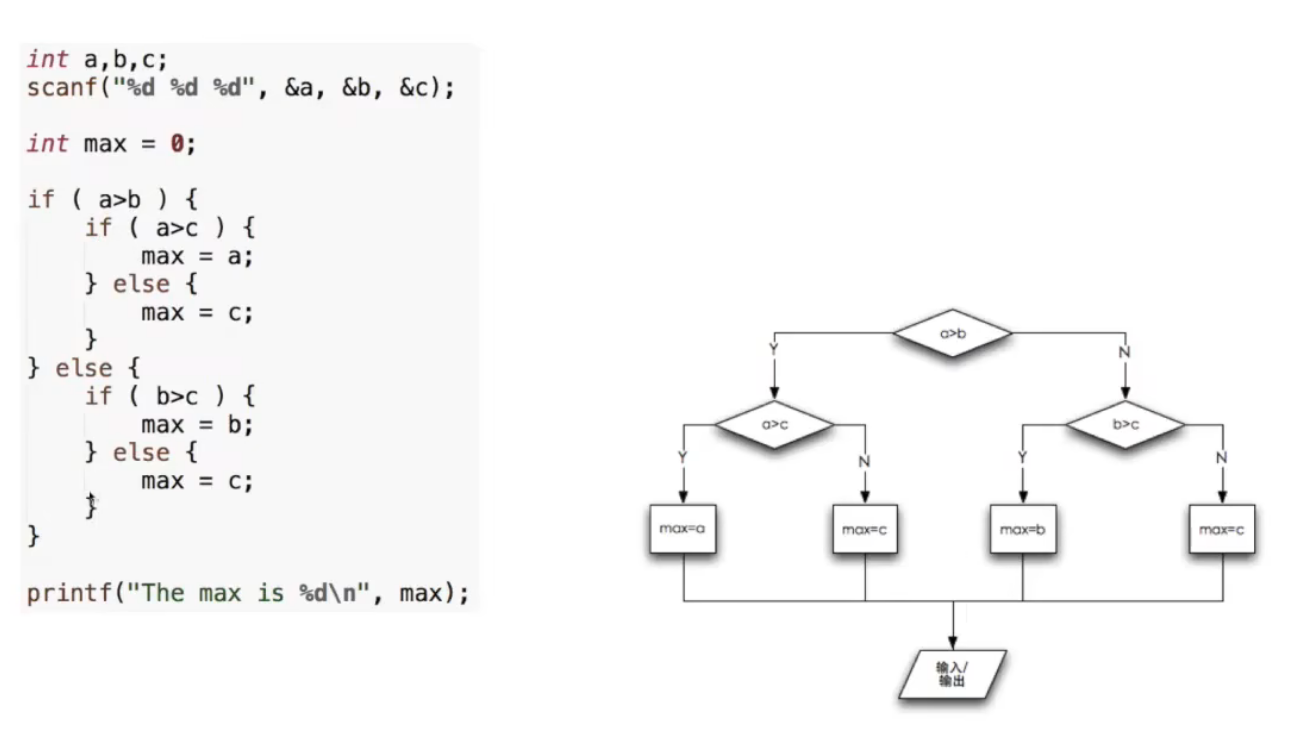 int a,b,c;
scanf("%d %d %d", &a, &b, &c);
int max = 0;
if ( a>b ) {
if ( a>c ) {
max = a;
} else {
max = c;
}
} else {
if ( b>c ) {
max = b;
} else {
max = c;
}
}
printf("The max is %d\n", max);
a>b
Y
N
a>c
b>c
Y
N
Y
N
max=a
max=c
max=b
max=c
输入/
输出